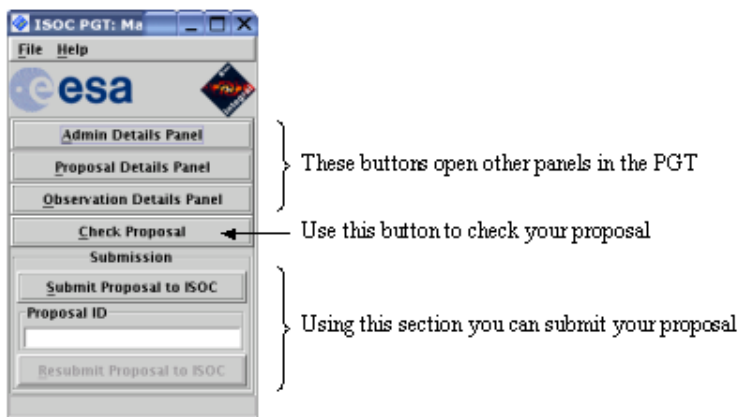 ISOC PGT: Ma
File Help
esa
Integral
Admin Details Panel
Proposal Details Panel
Observation Details Panel
These buttons open other panels in the PGT
Check Proposal
Use this button to check your proposal
Submission
Submit Proposal to ISOC
Proposal ID
Using this section you can submit your proposal
Resubmit Proposal to ISOC